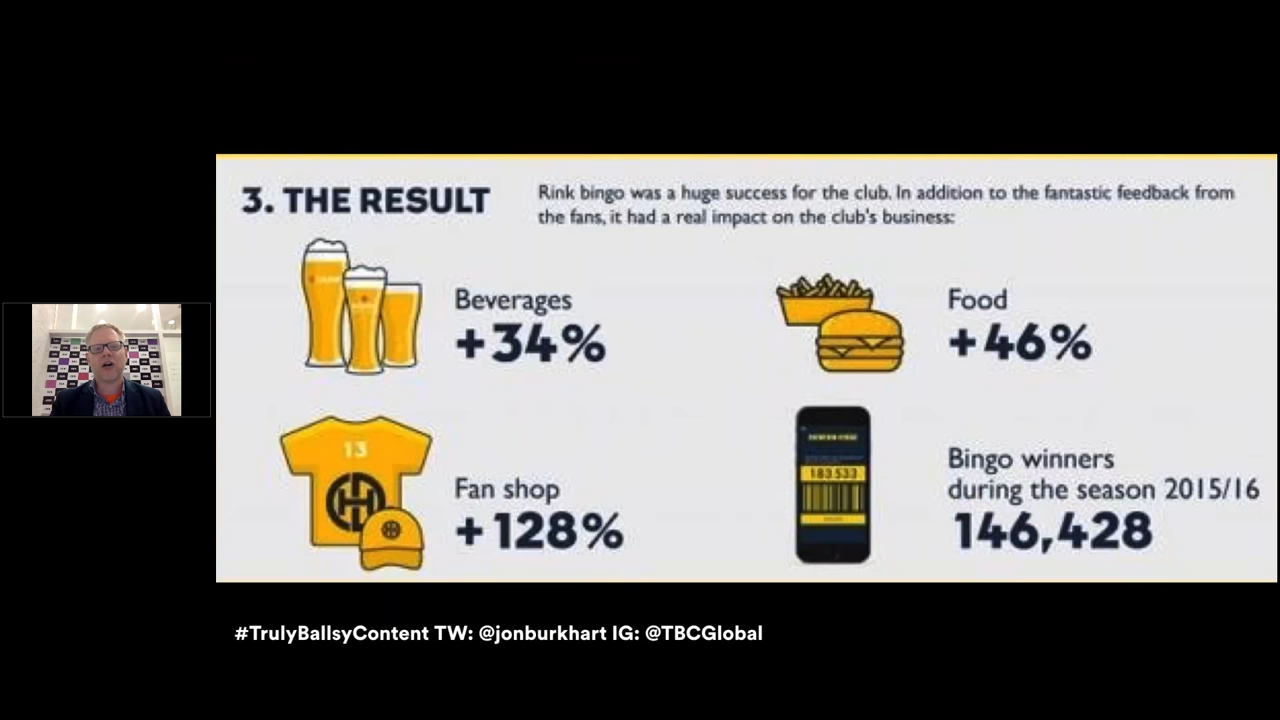 3. THE RESULT
Rink bingo was a huge success for the club. In addition to the fantastic feedback from
the fans, it had a real impact on the club's business:
Beverages
+34%
Food
+46%
13
Fan shop
+128%
183 533
Bingo winners
during the season 2015/16
146,428
#TrulyBallsyContent TW: @jonburkhart IG: @TBCGlobal